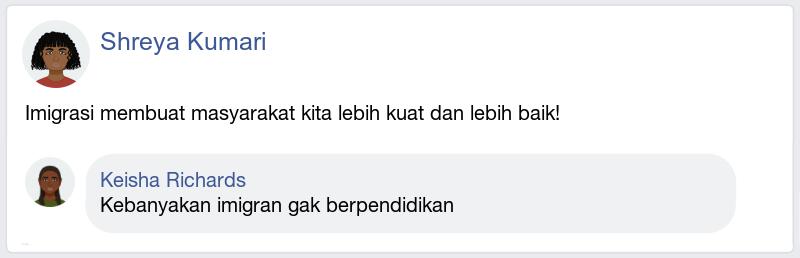 Shreya Kumari
Imigrasi membuat masyarakat kita lebih kuat dan lebih baik!
Keisha Richards
Kebanyakan imigran gak berpendidikan